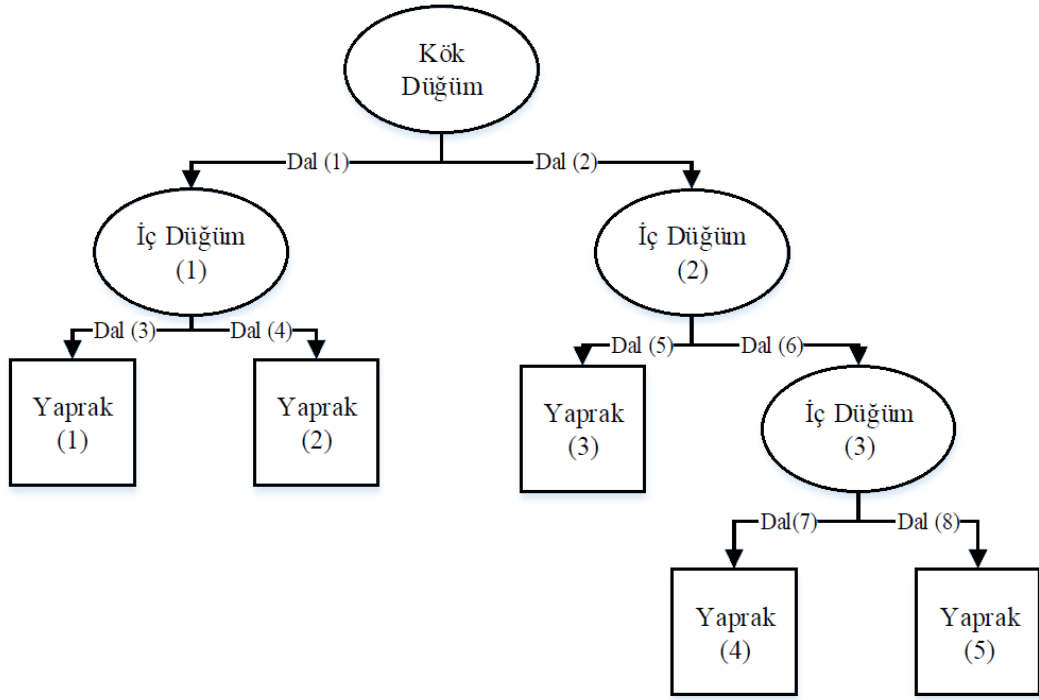 Kök
Düğüm
Dal (1)
Dal (2)
İç Düğüm
(1)
İç Düğüm
(2)
Dal (3)
Dal (4)
Dal (5)
Dal (6)
Yaprak
(1)
Yaprak
(2)
Yaprak
(3)
İç Düğüm
(3)
Dal(7)
Dal (8)
Yaprak
(4)
Yaprak
(5)